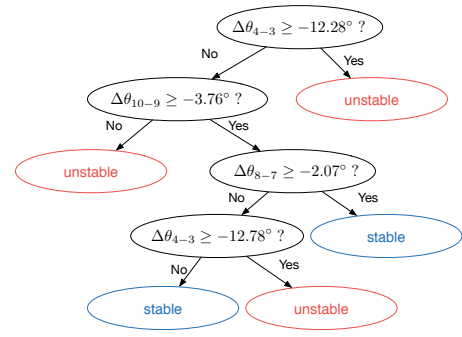 Δθ₄₋₃ ≥ −12.28° ?
No
Yes
Δθ₁₀₋₉ ≥ −3.76° ?
unstable
No
Yes
unstable
Δθ₈₋₇ ≥ −2.07° ?
No
Yes
Δθ₄₋₃ ≥ −12.78° ?
stable
No
Yes
stable
unstable